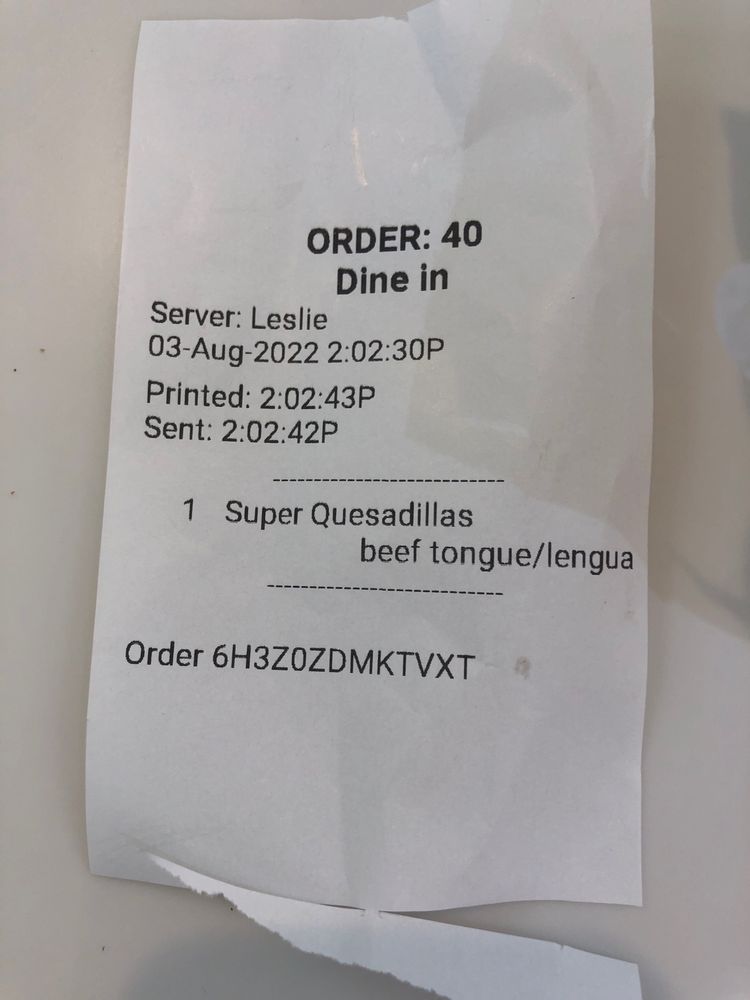 ORDER: 40
Dine in
Server: Leslie
03-Aug-2022 2:02:30P
Printed: 2:02:43P
Sent: 2:02:42P
--------------------------
1 Super Quesadillas
beef tongue/lengua
--------------------------
Order 6H3Z0ZDMKTVXT